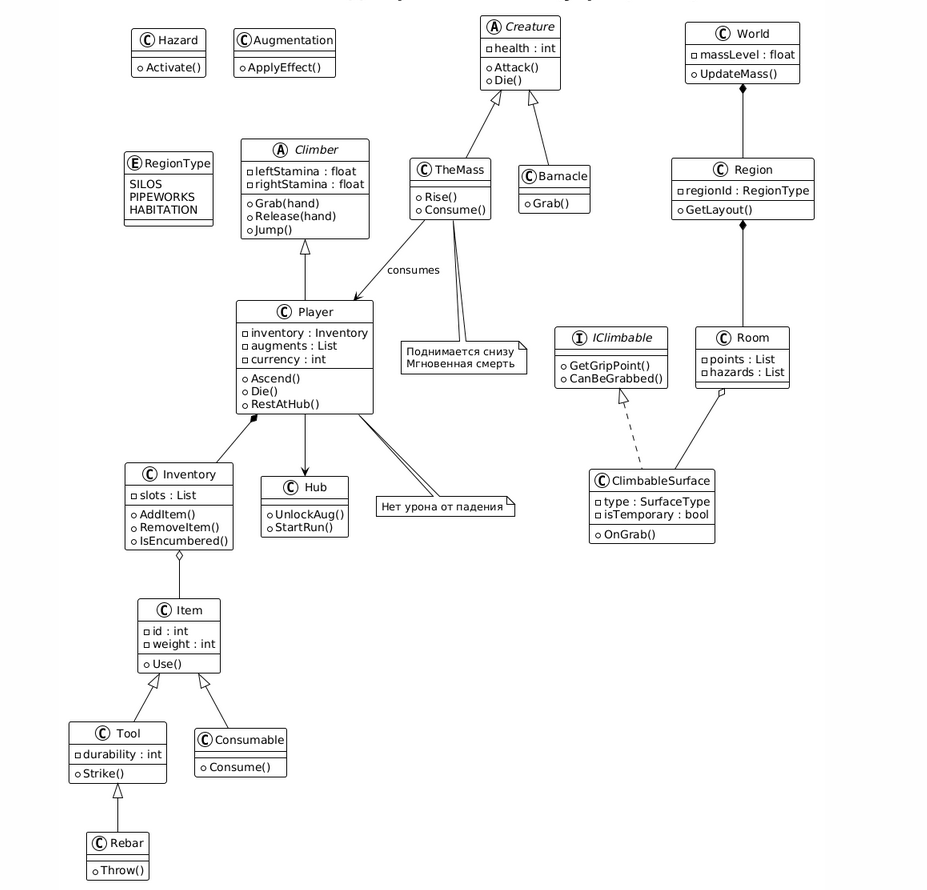 C Hazard
Activate()
C Augmentation
ApplyEffect()
A Creature
health : int
Attack()
Die()
C World
massLevel : float
UpdateMass()
E RegionType
SILOS
PIPEWORKS
HABITATION
A Climber
leftStamina : float
rightStamina : float
Grab(hand)
Release(hand)
Jump()
C TheMass
Rise()
Consume()
C Barnacle
Grab()
C Region
regionId : RegionType
GetLayout()
consumes
C Player
inventory : Inventory
augments : List
currency : int
Ascend()
Die()
RestAtHub()
Поднимается снизу
Мгновенная смерть
I IClimbable
GetGripPoint()
CanBeGrabbed()
C Room
points : List
hazards : List
C Inventory
slots : List
AddItem()
RemoveItem()
IsEncumbered()
C Hub
UnlockAug()
StartRun()
Нет урона от падения
C ClimbableSurface
type : SurfaceType
isTemporary : bool
OnGrab()
C Item
id : int
weight : int
Use()
C Tool
durability : int
Strike()
C Consumable
Consume()
C Rebar
Throw()